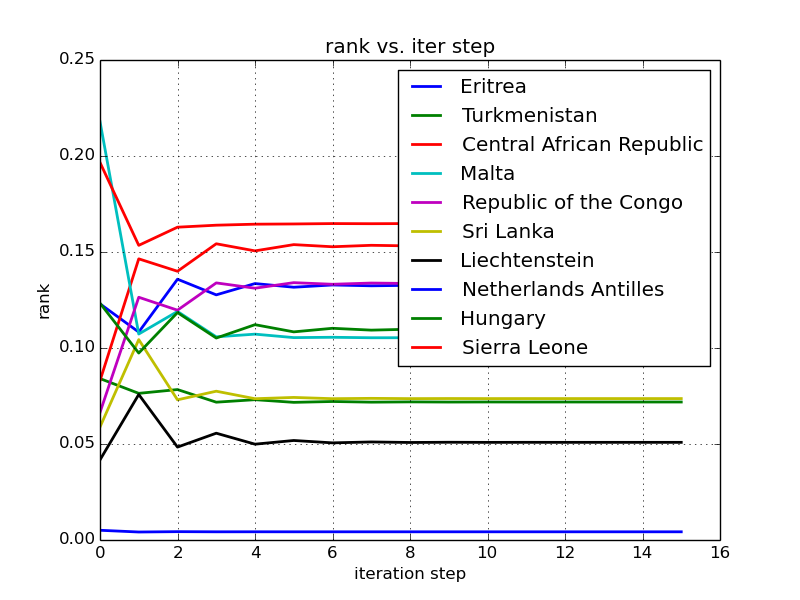 rank vs. iter step
0.25
0.20
0.15
0.10
0.05
0.00
rank
Eritrea
Turkmenistan
Central African Republic
Malta
Republic of the Congo
Sri Lanka
Liechtenstein
Netherlands Antilles
Hungary
Sierra Leone
0 2 4 6 8 10 12 14 16
iteration step